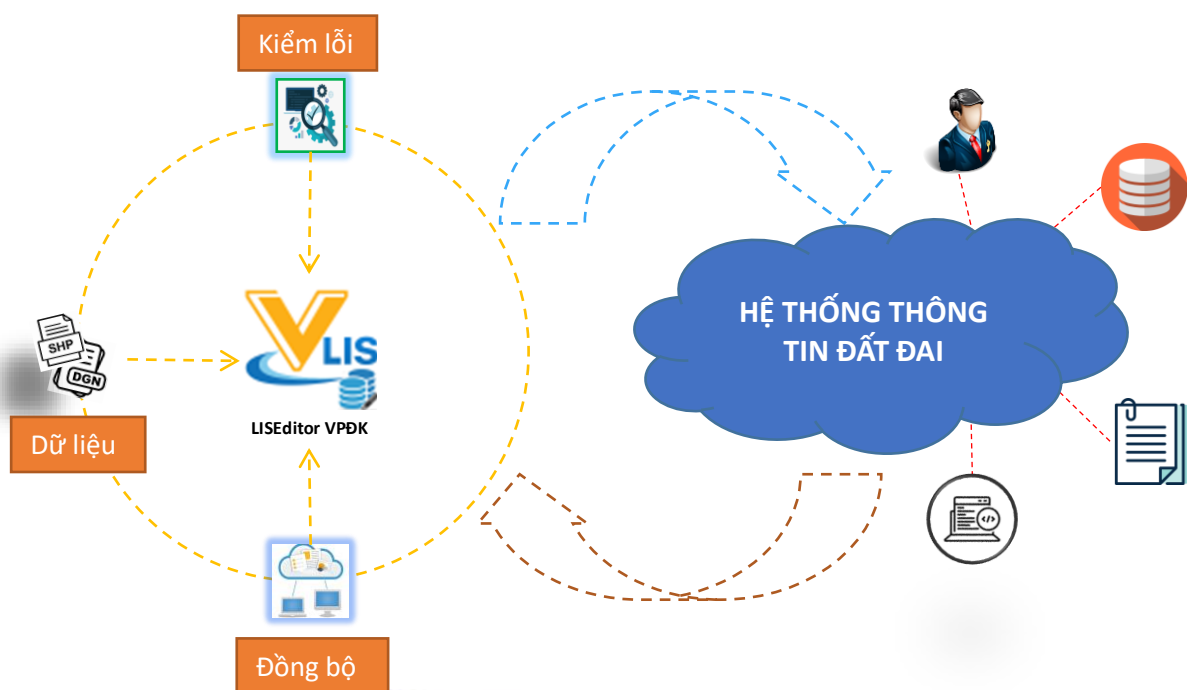 Kiểm lỗi
SHP
DGN
Dữ liệu
VLIS
LISEditor VPĐK
Đồng bộ
HỆ THỐNG THÔNG
TIN ĐẤT ĐAI